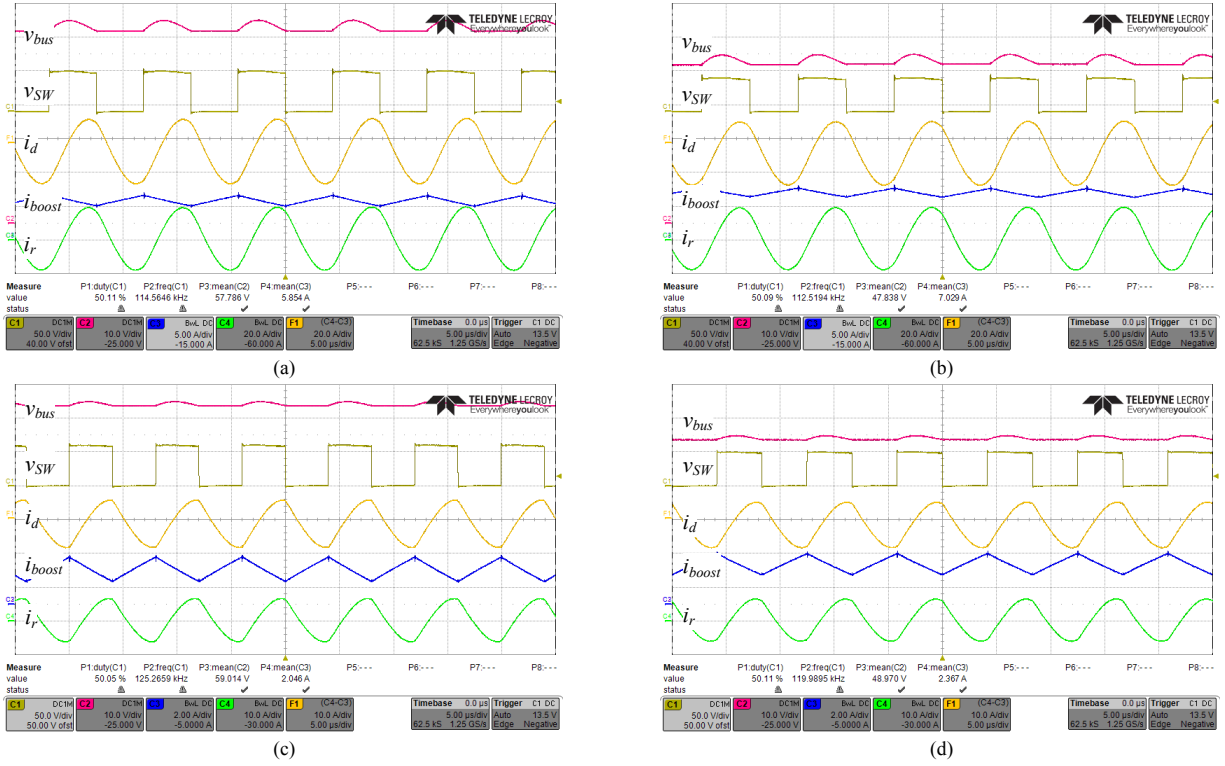 TELEDYNE LECROY
Everywhereyoulook™
v_bus
C1
v_SW
F1
i_d
i_boost
C2
C3
i_r
Measure P1:duty(C1) P2:freq(C1) P3:mean(C2) P4:mean(C3) P5:--- P6:--- P7:--- P8:---
value 50.11 % 114.5646 kHz 57.786 V 5.854 A
status
C1 DC1M C2 DC1M C3 BwL DC C4 BwL DC F1 (C4-C3) Timebase 0.0 µs Trigger C1 DC
50.0 V/div 10.0 V/div 5.00 A/div 20.0 A/div 20.0 A/div 5.00 µs/div Auto 13.5 V
40.00 V ofst -25.000 V -15.000 A -60.000 A 5.00 µs/div 62.5 kS 1.25 GS/s Edge Negative
(a)
TELEDYNE LECROY
Everywhereyoulook™
v_bus
C1
v_SW
F1
i_d
i_boost
C2
C3
i_r
Measure P1:duty(C1) P2:freq(C1) P3:mean(C2) P4:mean(C3) P5:--- P6:--- P7:--- P8:---
value 50.09 % 112.5194 kHz 47.838 V 7.029 A
status
C1 DC1M C2 DC1M C3 BwL DC C4 BwL DC F1 (C4-C3) Timebase 0.0 µs Trigger C1 DC
50.0 V/div 10.0 V/div 5.00 A/div 20.0 A/div 20.0 A/div 5.00 µs/div Auto 13.5 V
40.00 V ofst -25.000 V -15.000 A -60.000 A 5.00 µs/div 62.5 kS 1.25 GS/s Edge Negative
(b)
TELEDYNE LECROY
Everywhereyoulook™
v_bus
v_SW
C1
F1
i_d
i_boost
C3
C4
i_r
Measure P1:duty(C1) P2:freq(C1) P3:mean(C2) P4:mean(C3) P5:--- P6:--- P7:--- P8:---
value 50.05 % 125.2659 kHz 59.014 V 2.046 A
status
C1 DC1M C2 DC1M C3 BwL DC C4 BwL DC F1 (C4-C3) Timebase 0.0 µs Trigger C1 DC
50.0 V/div 10.0 V/div 2.00 A/div 10.0 A/div 10.0 A/div 5.00 µs/div Auto 13.5 V
50.00 V ofst -25.000 V -5.0000 A -30.000 A 5.00 µs/div 62.5 kS 1.25 GS/s Edge Negative
(c)
TELEDYNE LECROY
Everywhereyoulook™
v_bus
v_SW
C1
F1
i_d
i_boost
C3
C4
i_r
Measure P1:duty(C1) P2:freq(C1) P3:mean(C2) P4:mean(C3) P5:--- P6:--- P7:--- P8:---
value 50.11 % 119.9895 kHz 48.970 V 2.367 A
status
C1 DC1M C2 DC1M C3 BwL DC C4 BwL DC F1 (C4-C3) Timebase 0.0 µs Trigger C1 DC
50.0 V/div 10.0 V/div 2.00 A/div 10.0 A/div 10.0 A/div 5.00 µs/div Auto 13.5 V
50.00 V ofst -25.000 V -5.0000 A -30.000 A 5.00 µs/div 62.5 kS 1.25 GS/s Edge Negative
(d)